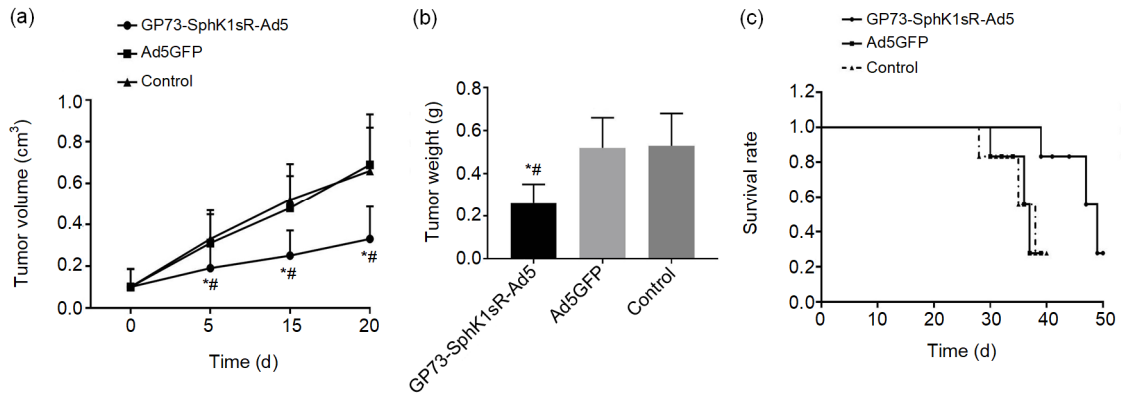 (a)
GP73-SphK1sR-Ad5
Ad5GFP
Control
1.0
0.8
0.6
0.4
0.2
0.0
Tumor volume (cm3)
*#
*#
*#
0
5
15
20
Time (d)
(b)
0.8
0.6
0.4
0.2
0.0
Tumor weight (g)
*#
GP73-SphK1sR-Ad5
Ad5GFP
Control
(c)
GP73-SphK1sR-Ad5
Ad5GFP
Control
1.2
1.0
0.8
0.6
0.4
0.2
0.0
Survival rate
0
10
20
30
40
50
Time (d)